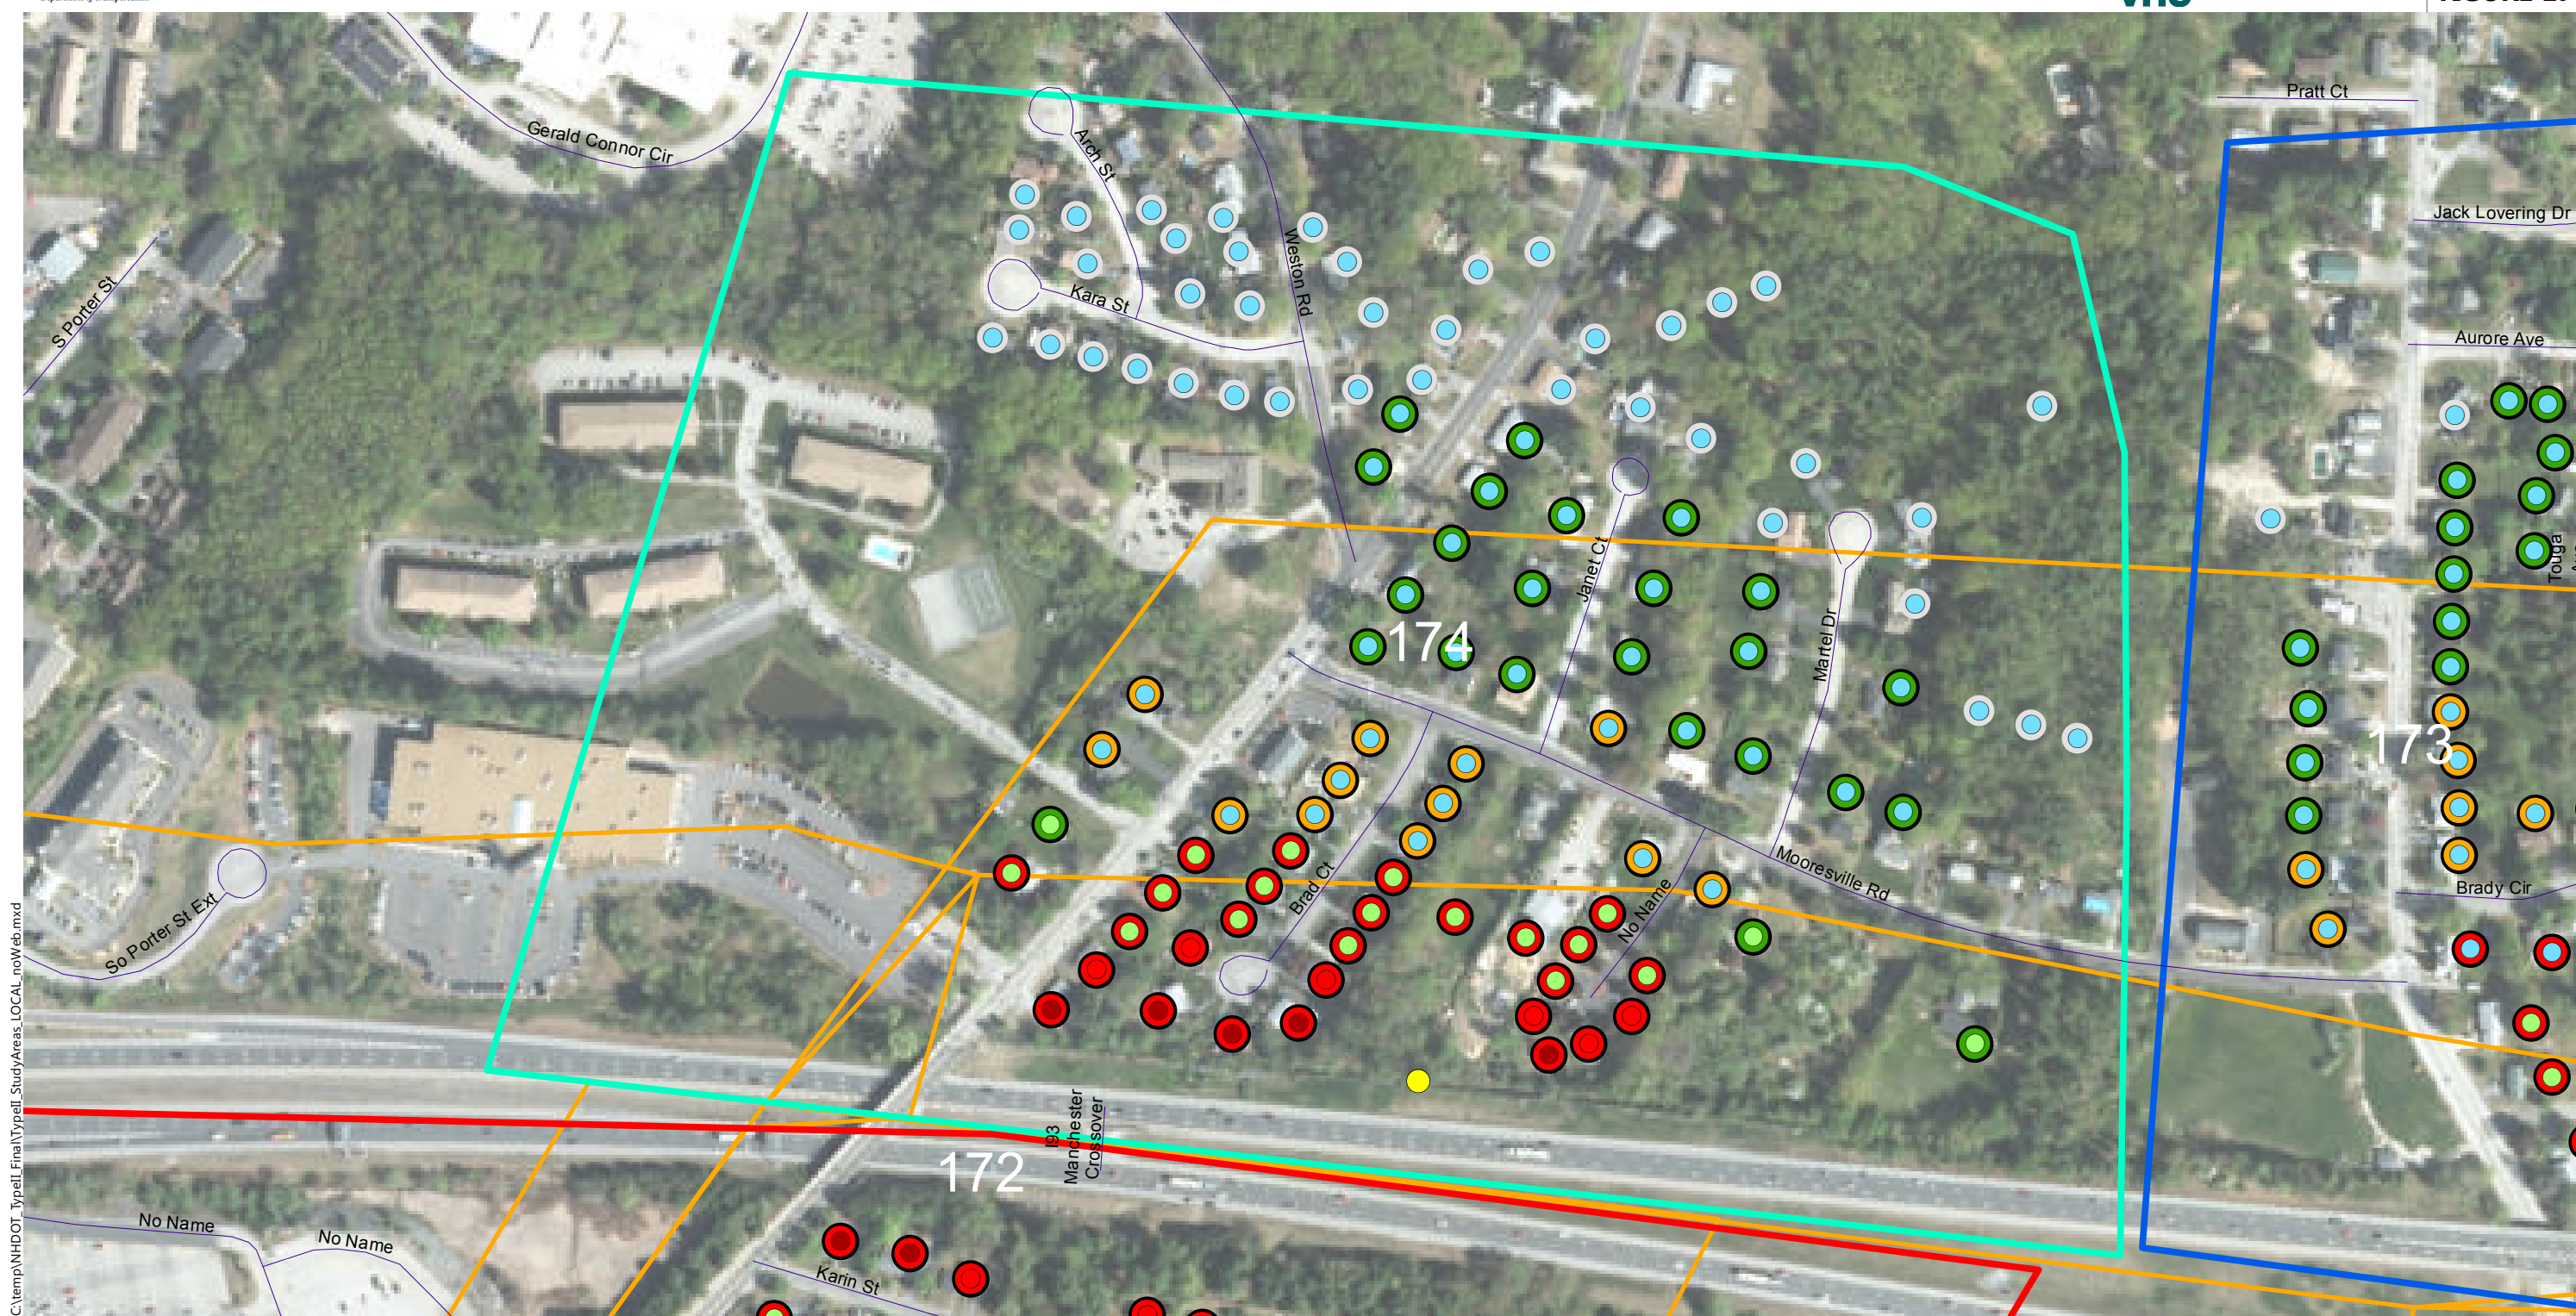 Pratt Ct
Gerald Connor Cir
Arch St
Jack Lovering Dr
Weston Rd
S Porter St
Kara St
Aurore Ave
Janet Ct
Touga
174
Martel Dr
173
Mooresville Rd
Brad Ct
Brady Cir
No Name
So Porter St Ext
I93
Manchester
Crossover
172
No Name
No Name
Karin St
C:\temp\NHDOT_TypeII_Final\TypeII_StudyAreas_LOCAL_noWeb.mxd